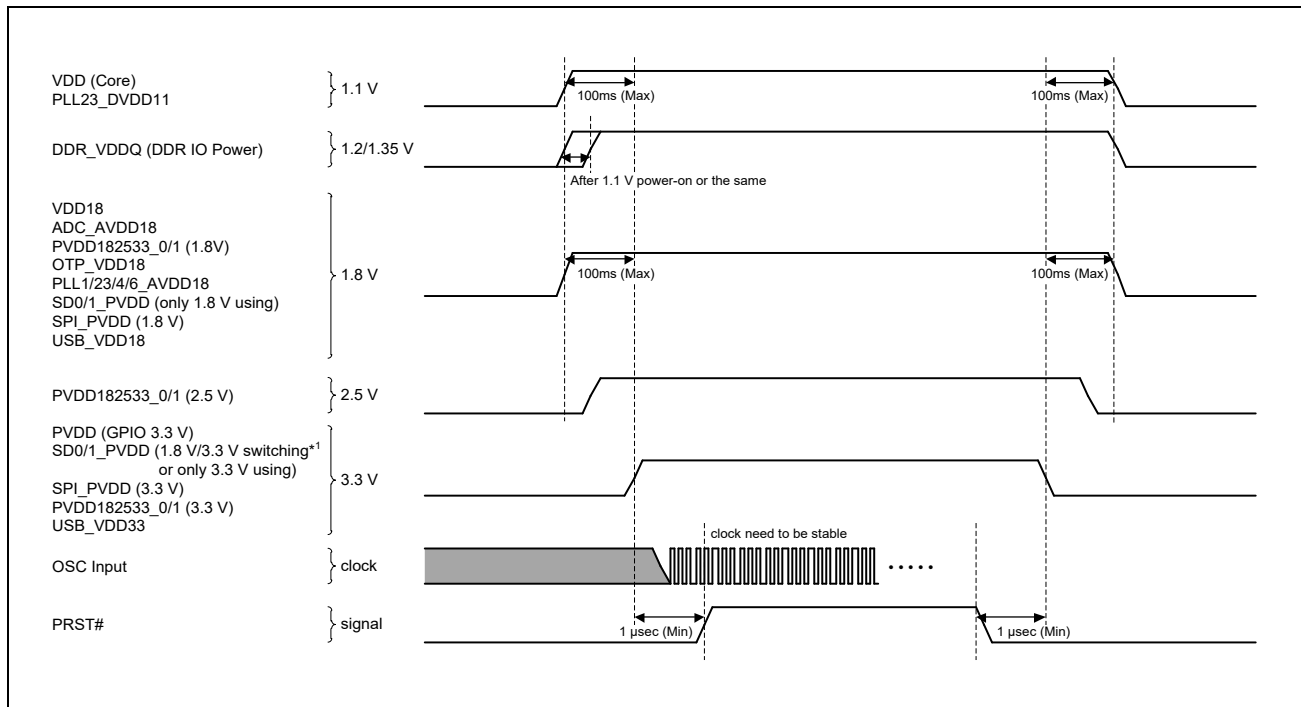 VDD (Core)
PLL23_DVDD11
1.1 V
100ms (Max)
100ms (Max)
DDR_VDDQ (DDR IO Power)
1.2/1.35 V
After 1.1 V power-on or the same
VDD18
ADC_AVDD18
PVDD182533_0/1 (1.8V)
OTP_VDD18
PLL1/23/4/6_AVDD18
SD0/1_PVDD (only 1.8 V using)
SPI_PVDD (1.8 V)
USB_VDD18
1.8 V
100ms (Max)
100ms (Max)
PVDD182533_0/1 (2.5 V)
2.5 V
PVDD (GPIO 3.3 V)
SD0/1_PVDD (1.8 V/3.3 V switching*1
or only 3.3 V using)
SPI_PVDD (3.3 V)
PVDD182533_0/1 (3.3 V)
USB_VDD33
3.3 V
clock need to be stable
OSC Input
clock
PRST#
signal
1 μsec (Min)
1 μsec (Min)